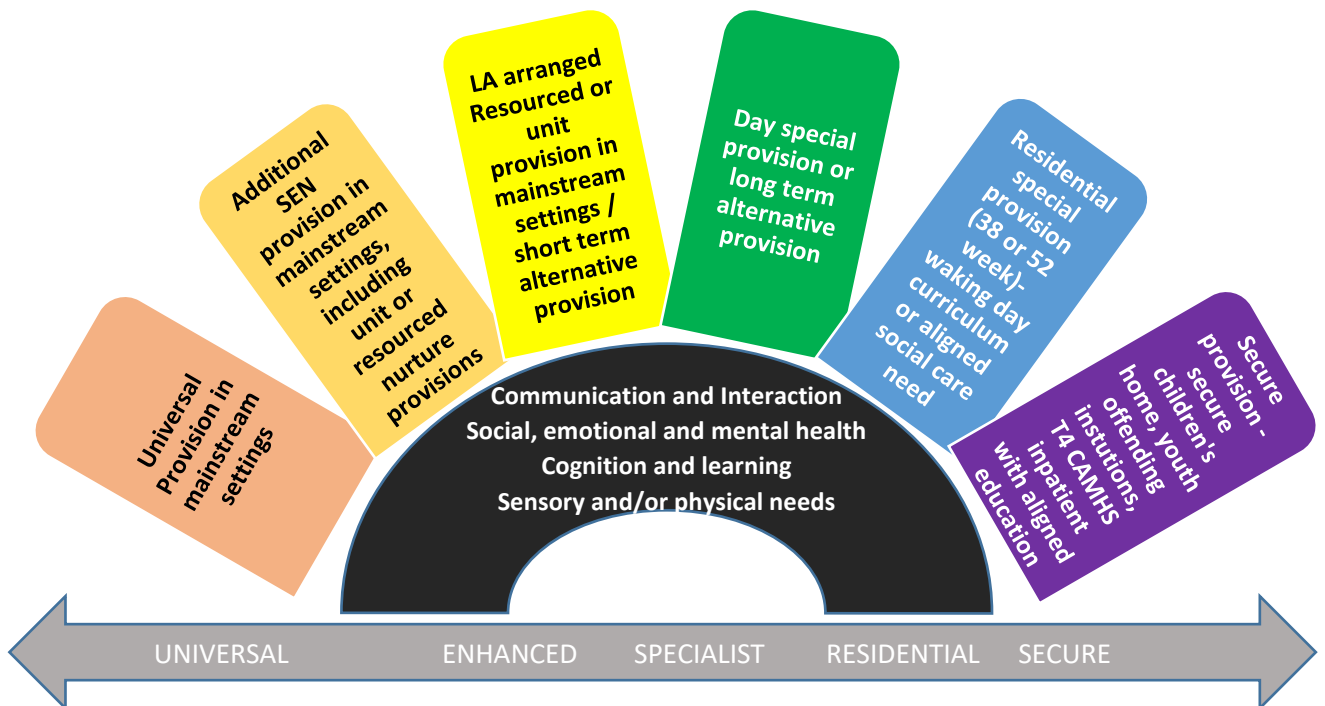 Universal
Provision in
mainstream
settings
Additional
SEN
provision in
mainstream
settings,
including
unit or
resourced
nurture
provisions
LA arranged
Resourced or
unit
provision in
mainstream
settings /
short term
alternative
provision
Day special
provision or
long term
alternative
provision
Residential
special
provision
(38 or 52
week)-
waking day
curriculum
or aligned
social care
need
Secure
provision -
secure
children's
home, youth
offending
instutions,
T4 CAMHS
inpatient
with aligned
education
Communication and Interaction
Social, emotional and mental health
Cognition and learning
Sensory and/or physical needs
UNIVERSAL ENHANCED SPECIALIST RESIDENTIAL SECURE